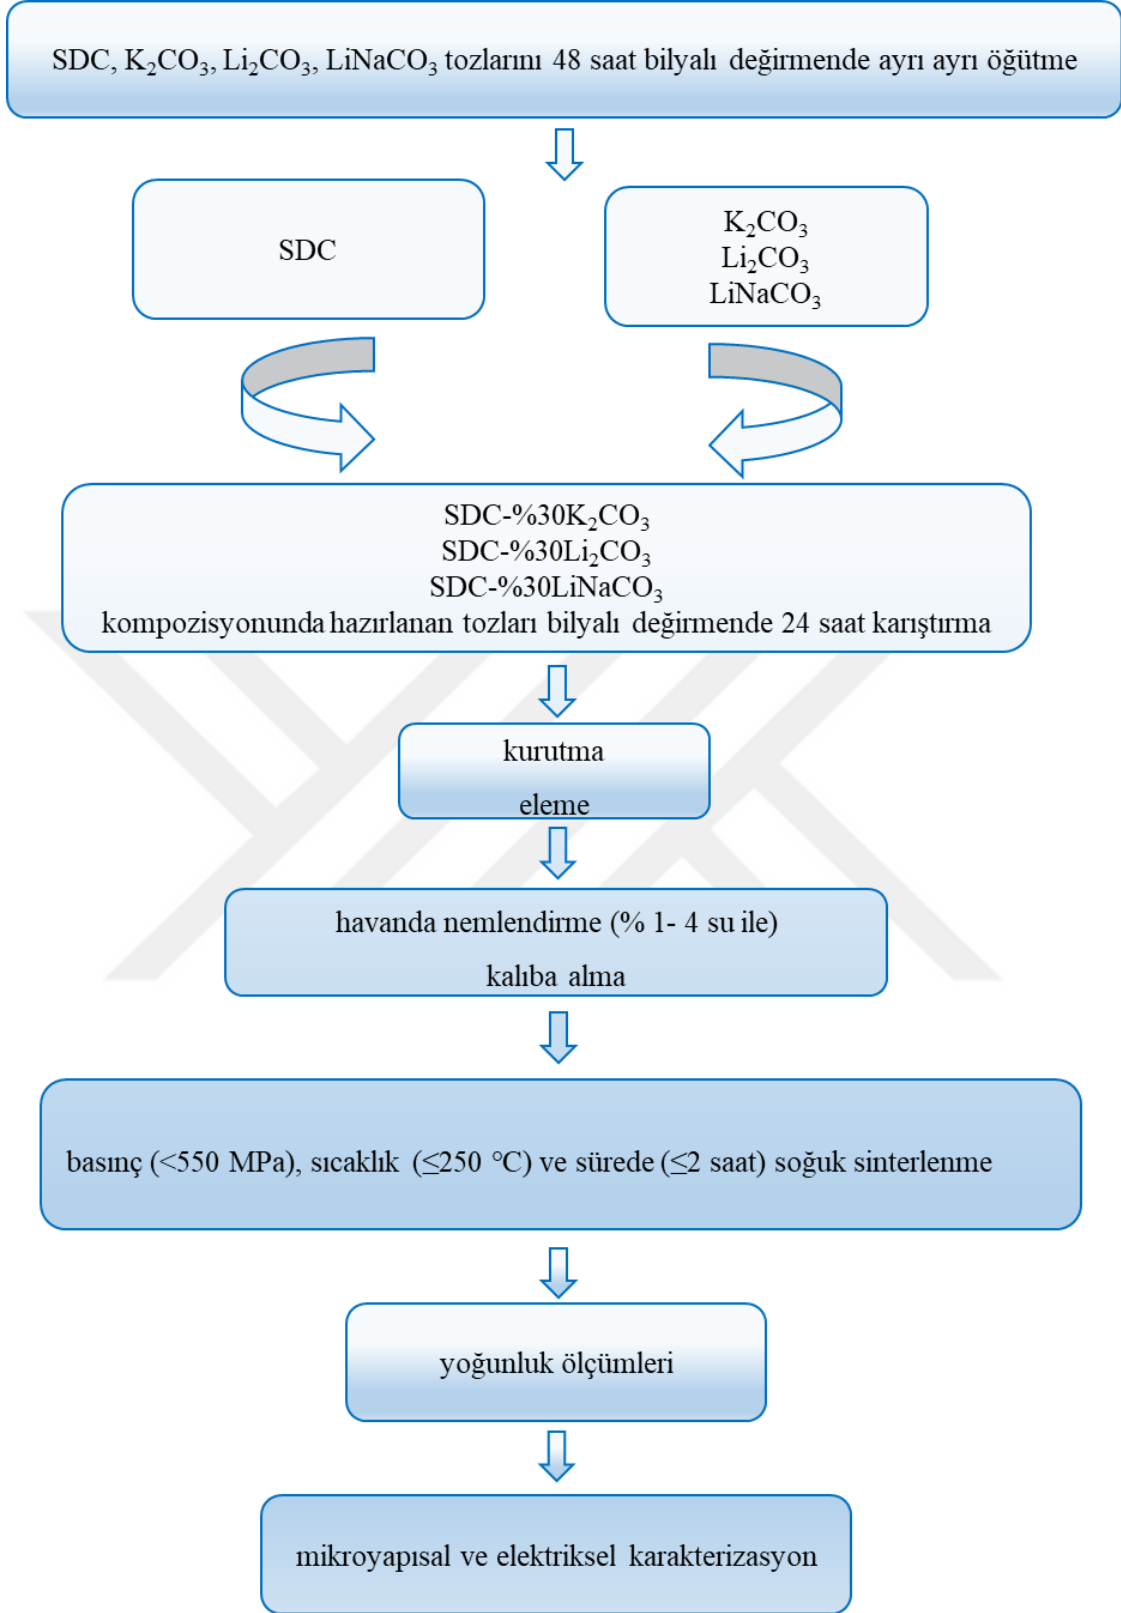 SDC, K₂CO₃, Li₂CO₃, LiNaCO₃ tozlarını 48 saat bilyalı değirmende ayrı ayrı öğütme
SDC
K₂CO₃
Li₂CO₃
LiNaCO₃
SDC-%30K₂CO₃
SDC-%30Li₂CO₃
SDC-%30LiNaCO₃
kompozisyonunda hazırlanan tozları bilyalı değirmende 24 saat karıştırma
kurutma
eleme
havanda nemlendirme (% 1- 4 su ile)
kalıba alma
basınç (<550 MPa), sıcaklık (≤250 °C) ve sürede (≤2 saat) soğuk sinterlenme
yoğunluk ölçümleri
mikroyapısal ve elektriksel karakterizasyon